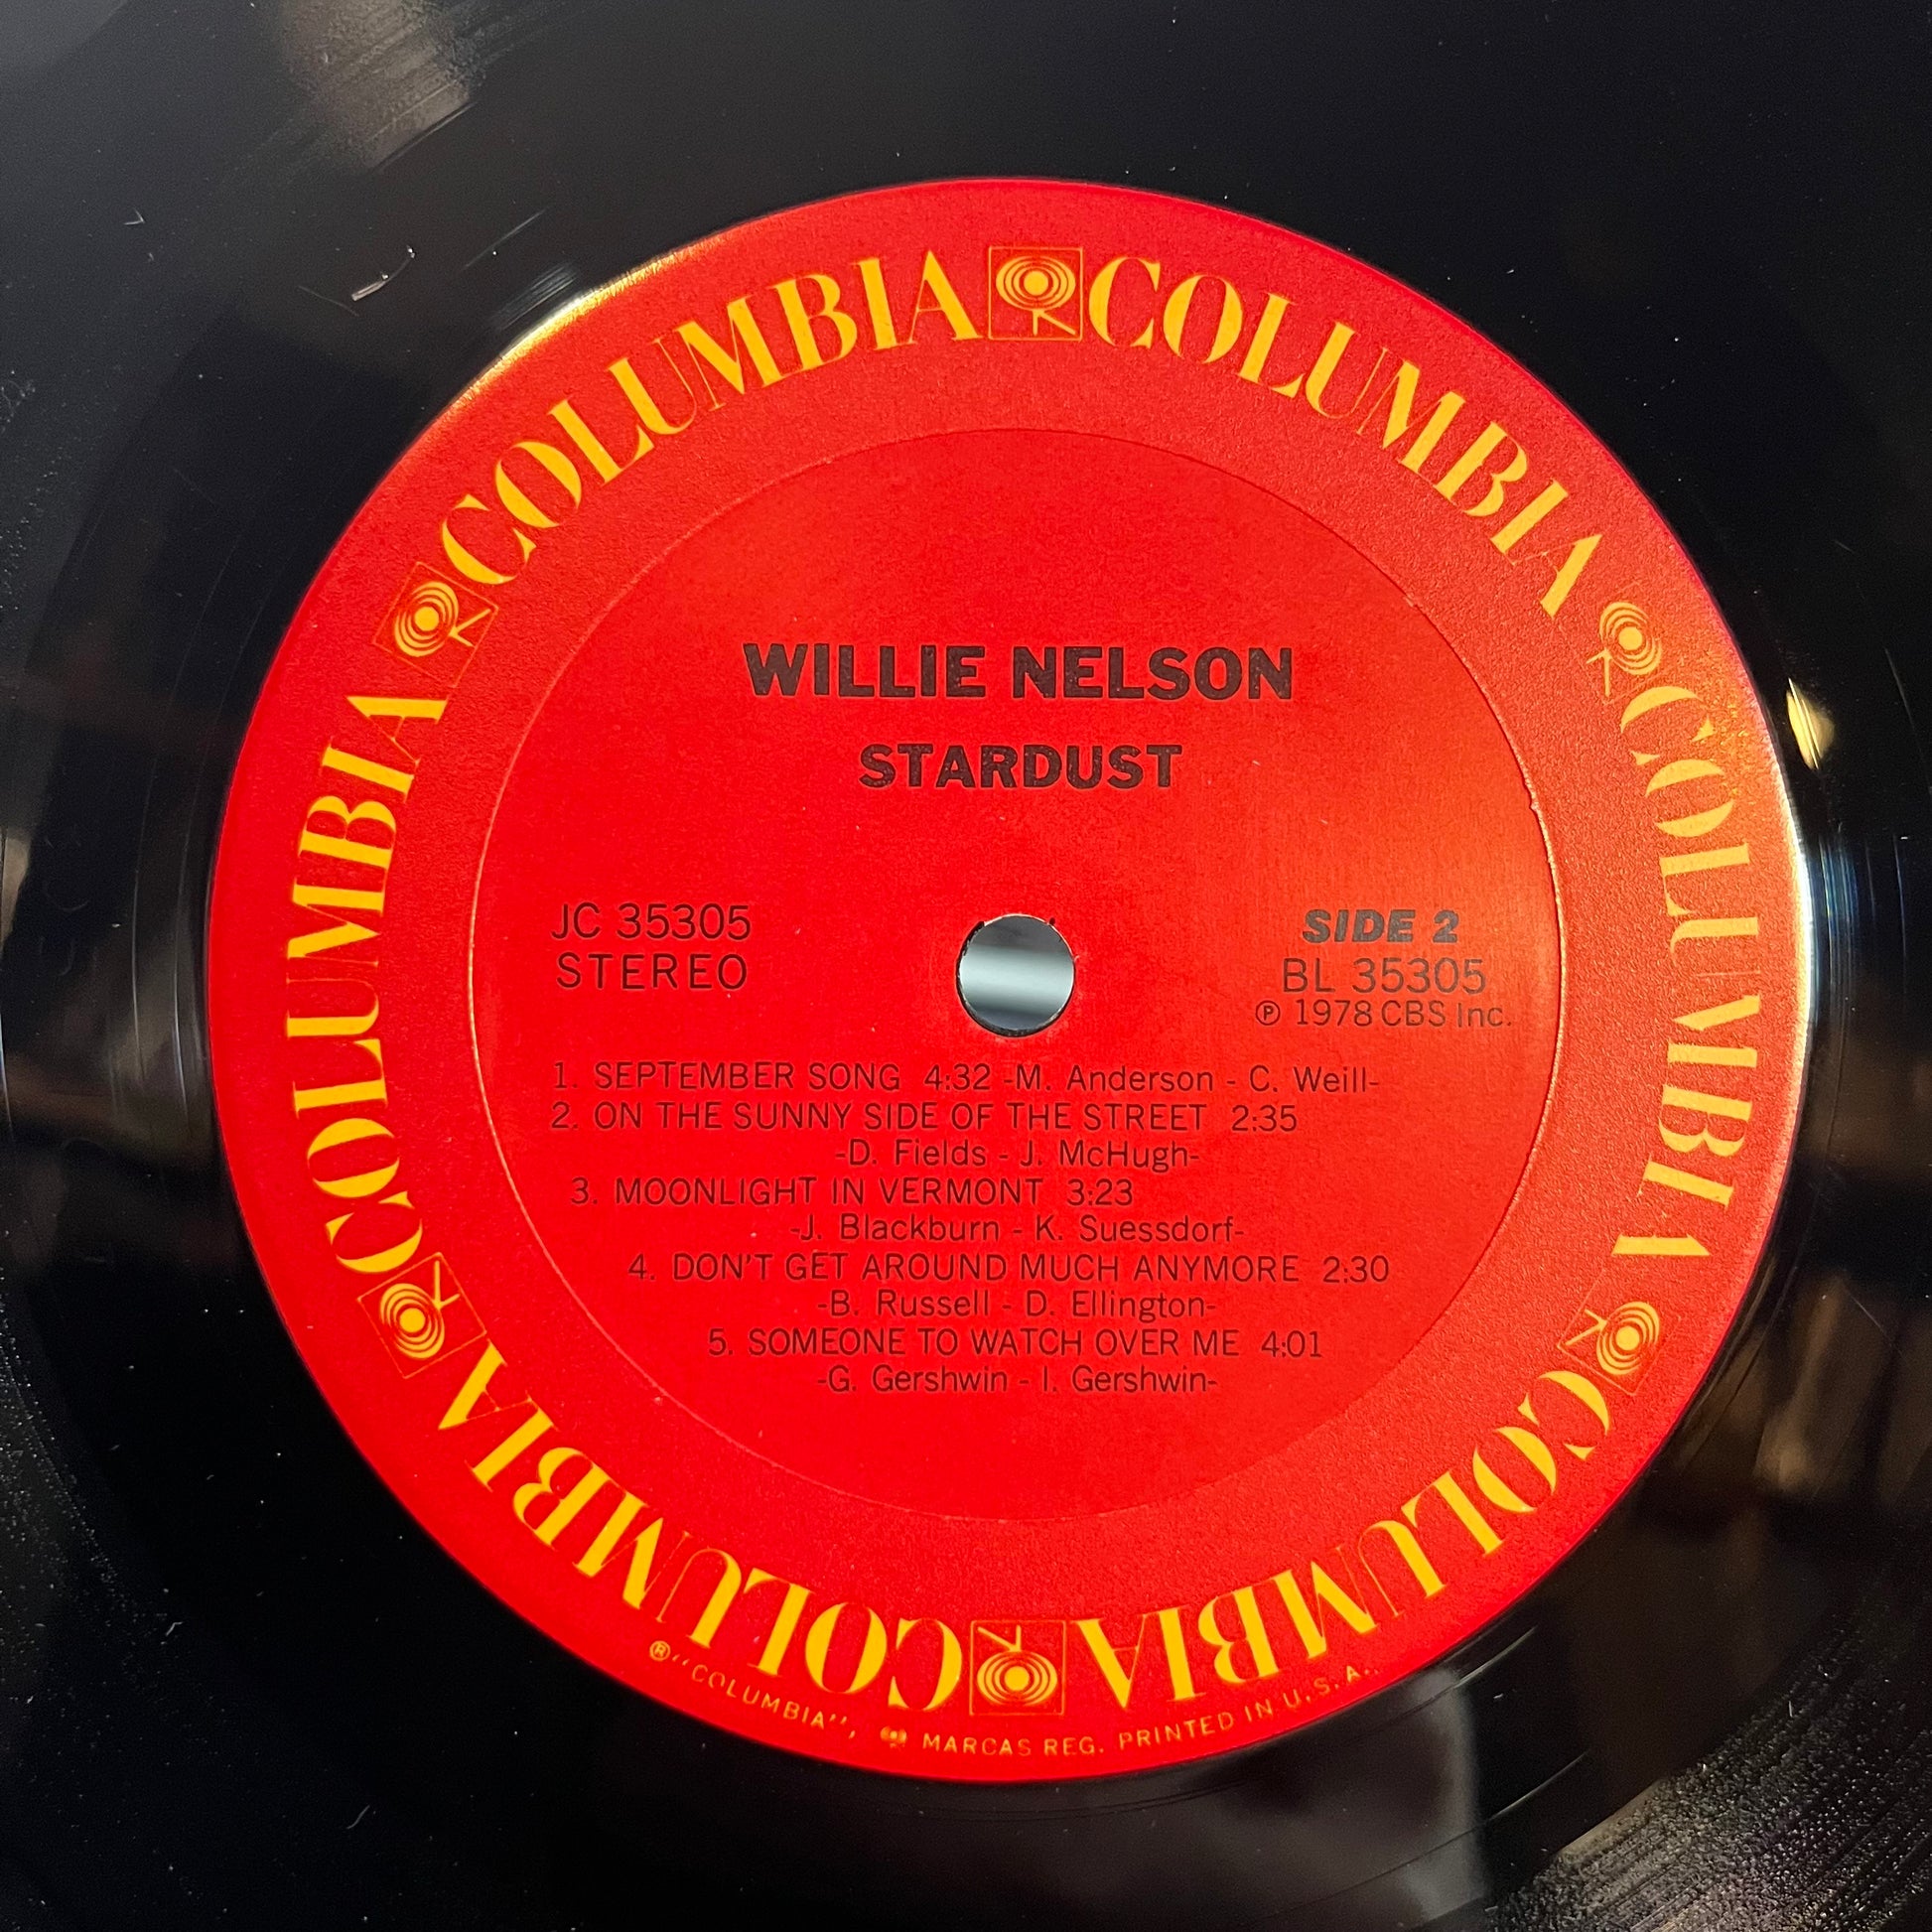 COLUMBIA COLUMBIA COLUMBIA COLUMBIA COLUMBIA COLUMBIA
WILLIE NELSON
STARDUST
JC 35305
STEREO
SIDE 2
BL 35305
℗ 1978 CBS Inc.
1. SEPTEMBER SONG 4:32 -M. Anderson - C. Weill-
2. ON THE SUNNY SIDE OF THE STREET 2:35
-D. Fields - J. McHugh-
3. MOONLIGHT IN VERMONT 3:23
-J. Blackburn - K. Suessdorf-
4. DON'T GET AROUND MUCH ANYMORE 2:30
-B. Russell - D. Ellington-
5. SOMEONE TO WATCH OVER ME 4:01
-G. Gershwin - I. Gershwin-
® "COLUMBIA", MARCAS REG. PRINTED IN U.S.A.